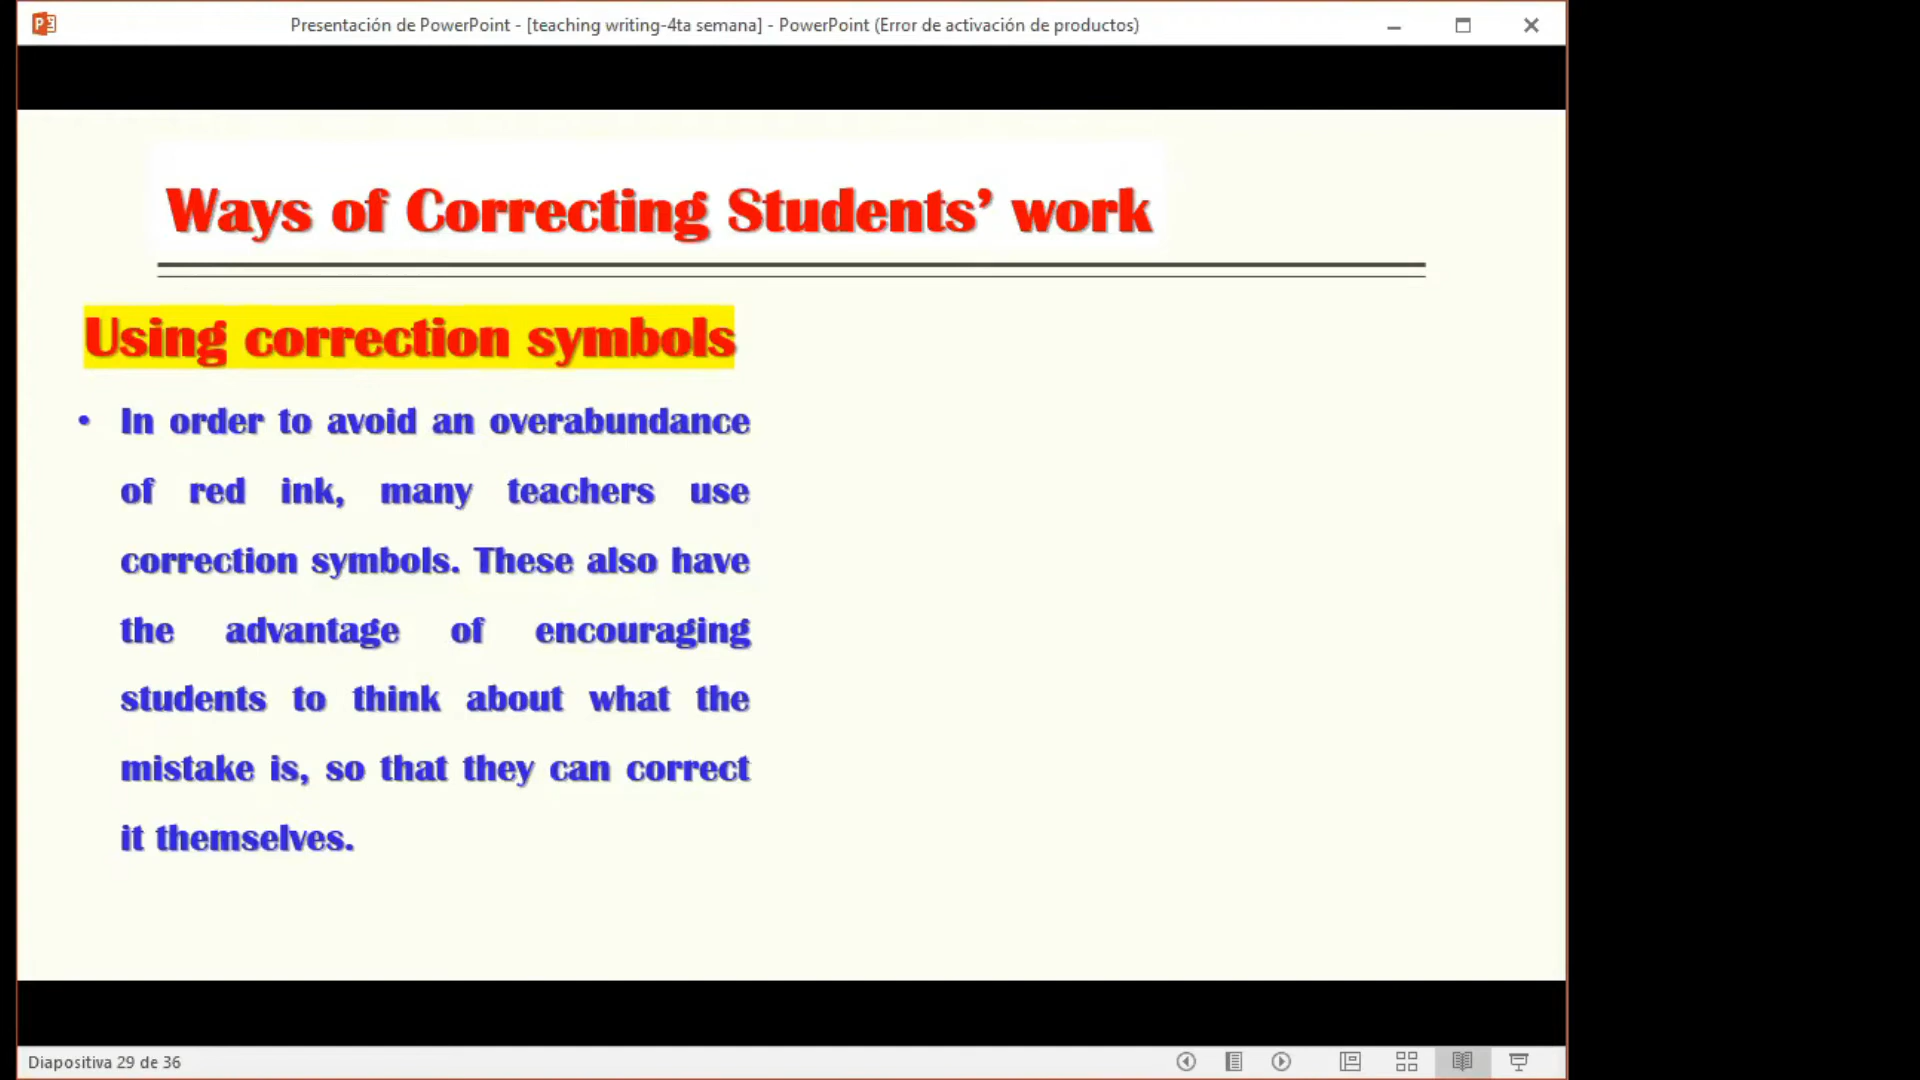 Presentación de PowerPoint - [teaching writing-4ta semana] - PowerPoint (Error de activación de productos)
Ways of Correcting Students’ work
Using correction symbols
• In order to avoid an overabundance
of red ink, many teachers use
correction symbols. These also have
the advantage of encouraging
students to think about what the
mistake is, so that they can correct
it themselves.
Diapositiva 29 de 36